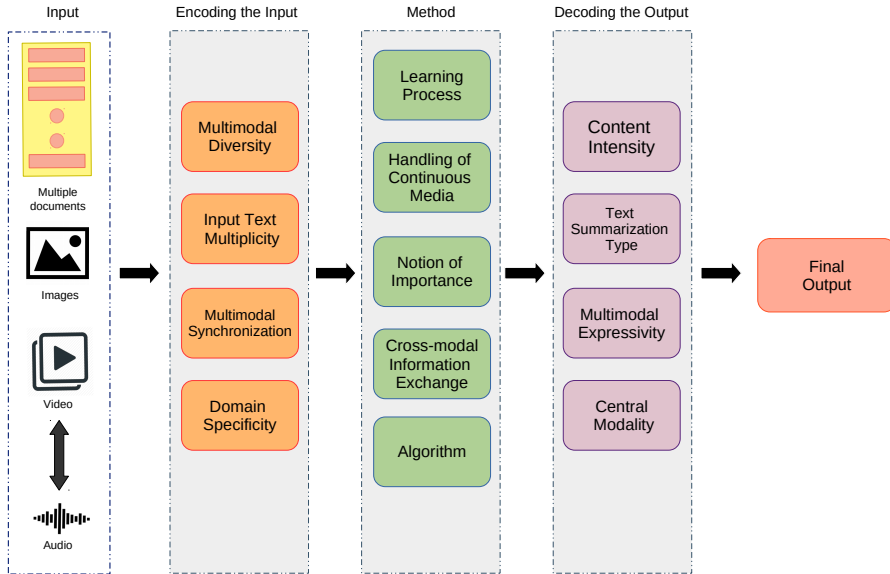 Input
Encoding the Input
Method
Decoding the Output
Multiple
documents
Images
Video
Audio
Multimodal
Diversity
Input Text
Multiplicity
Multimodal
Synchronization
Domain
Specificity
Learning
Process
Handling of
Continuous
Media
Notion of
Importance
Cross-modal
Information
Exchange
Algorithm
Content
Intensity
Text
Summarization
Type
Multimodal
Expressivity
Central
Modality
Final
Output